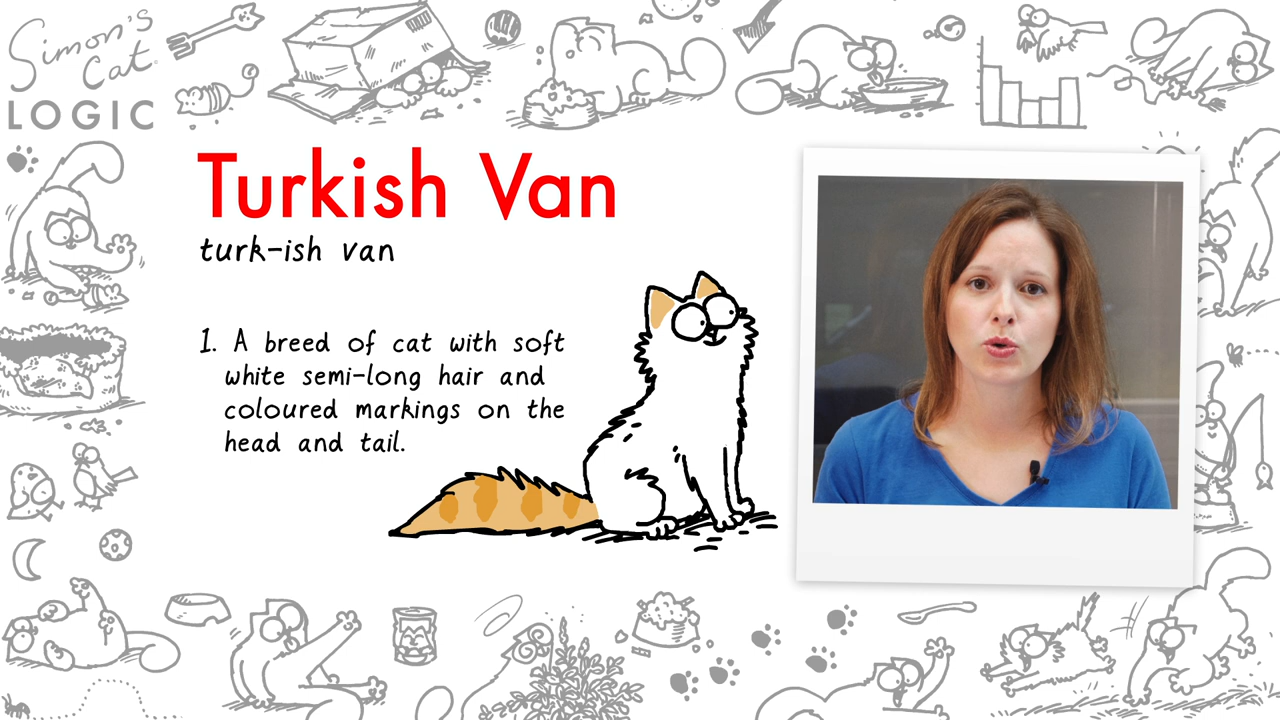 Simon's
Cat
LOGIC
Turkish Van
turk-ish van
1. A breed of cat with soft
white semi-long hair and
coloured markings on the
head and tail.